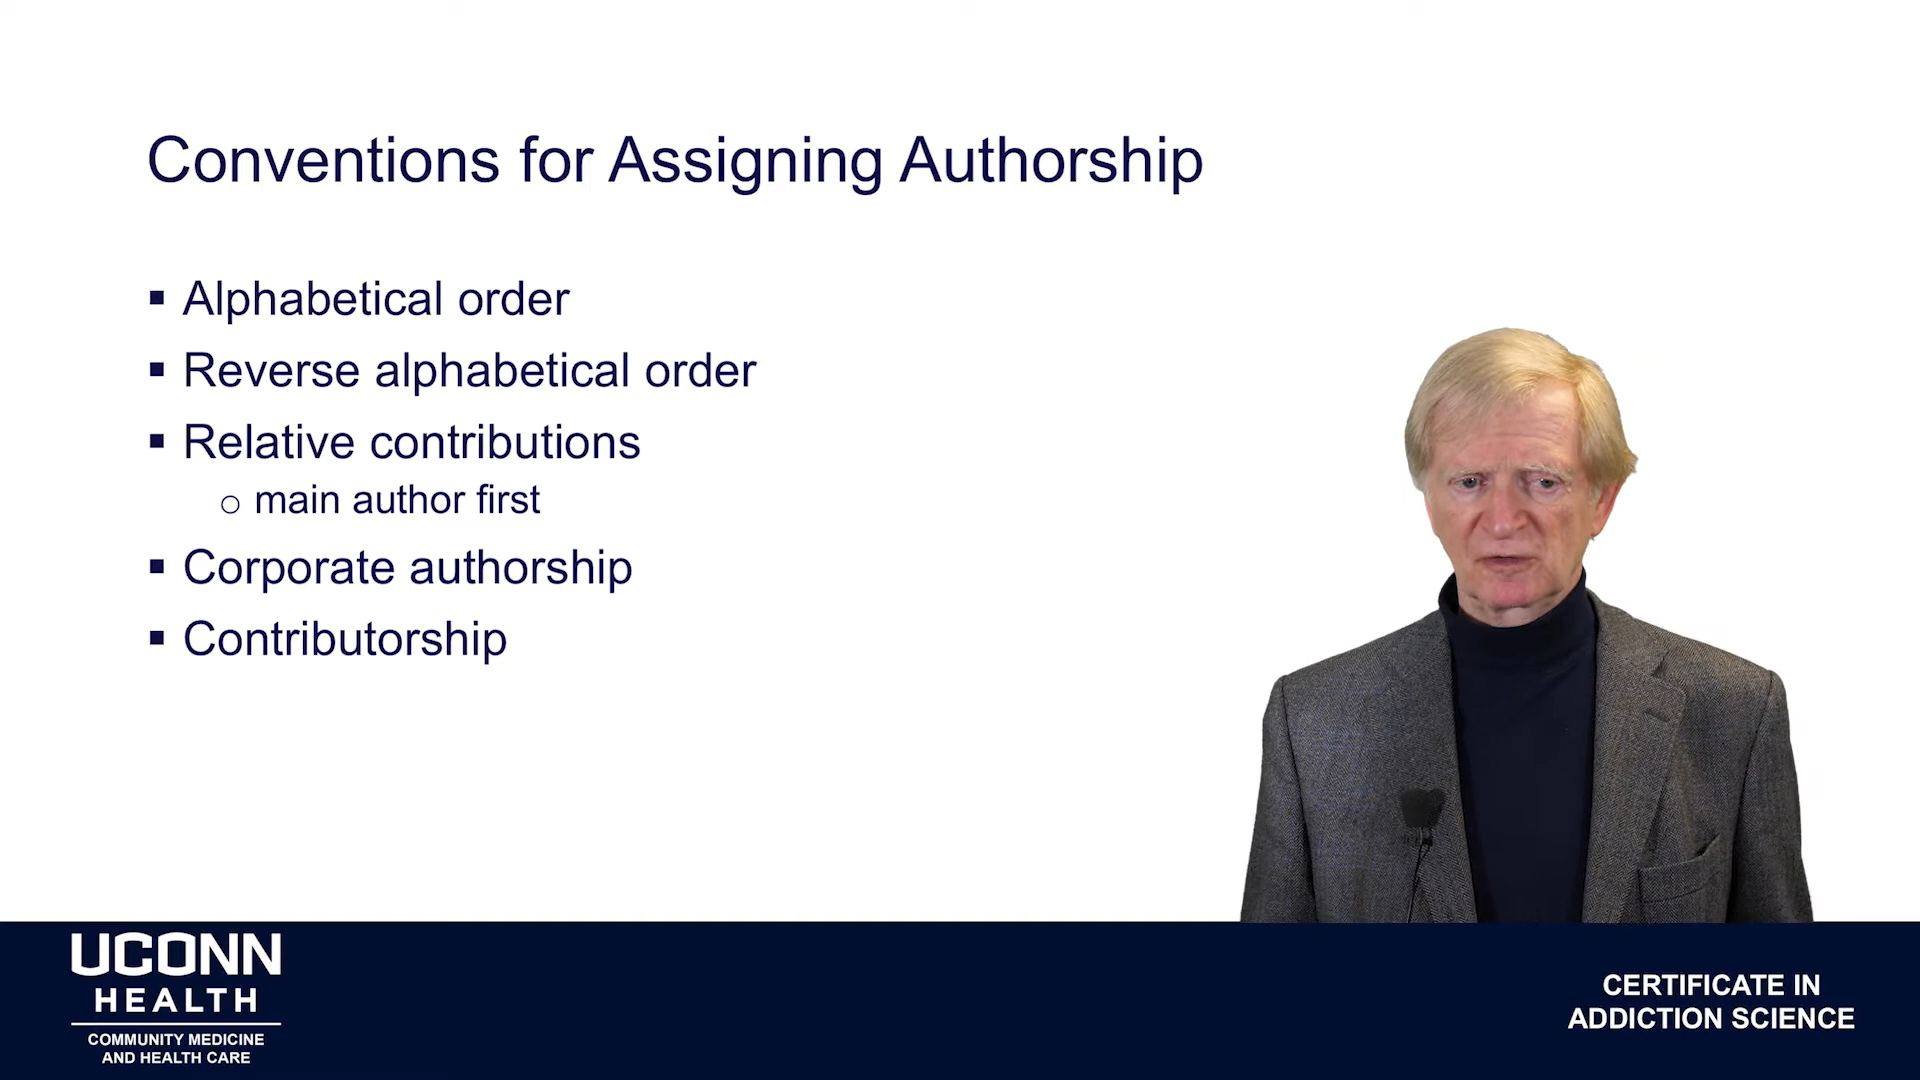 Conventions for Assigning Authorship
▪ Alphabetical order
▪ Reverse alphabetical order
▪ Relative contributions
o main author first
▪ Corporate authorship
▪ Contributorship
UCONN
HEALTH
COMMUNITY MEDICINE
AND HEALTH CARE
CERTIFICATE IN
ADDICTION SCIENCE